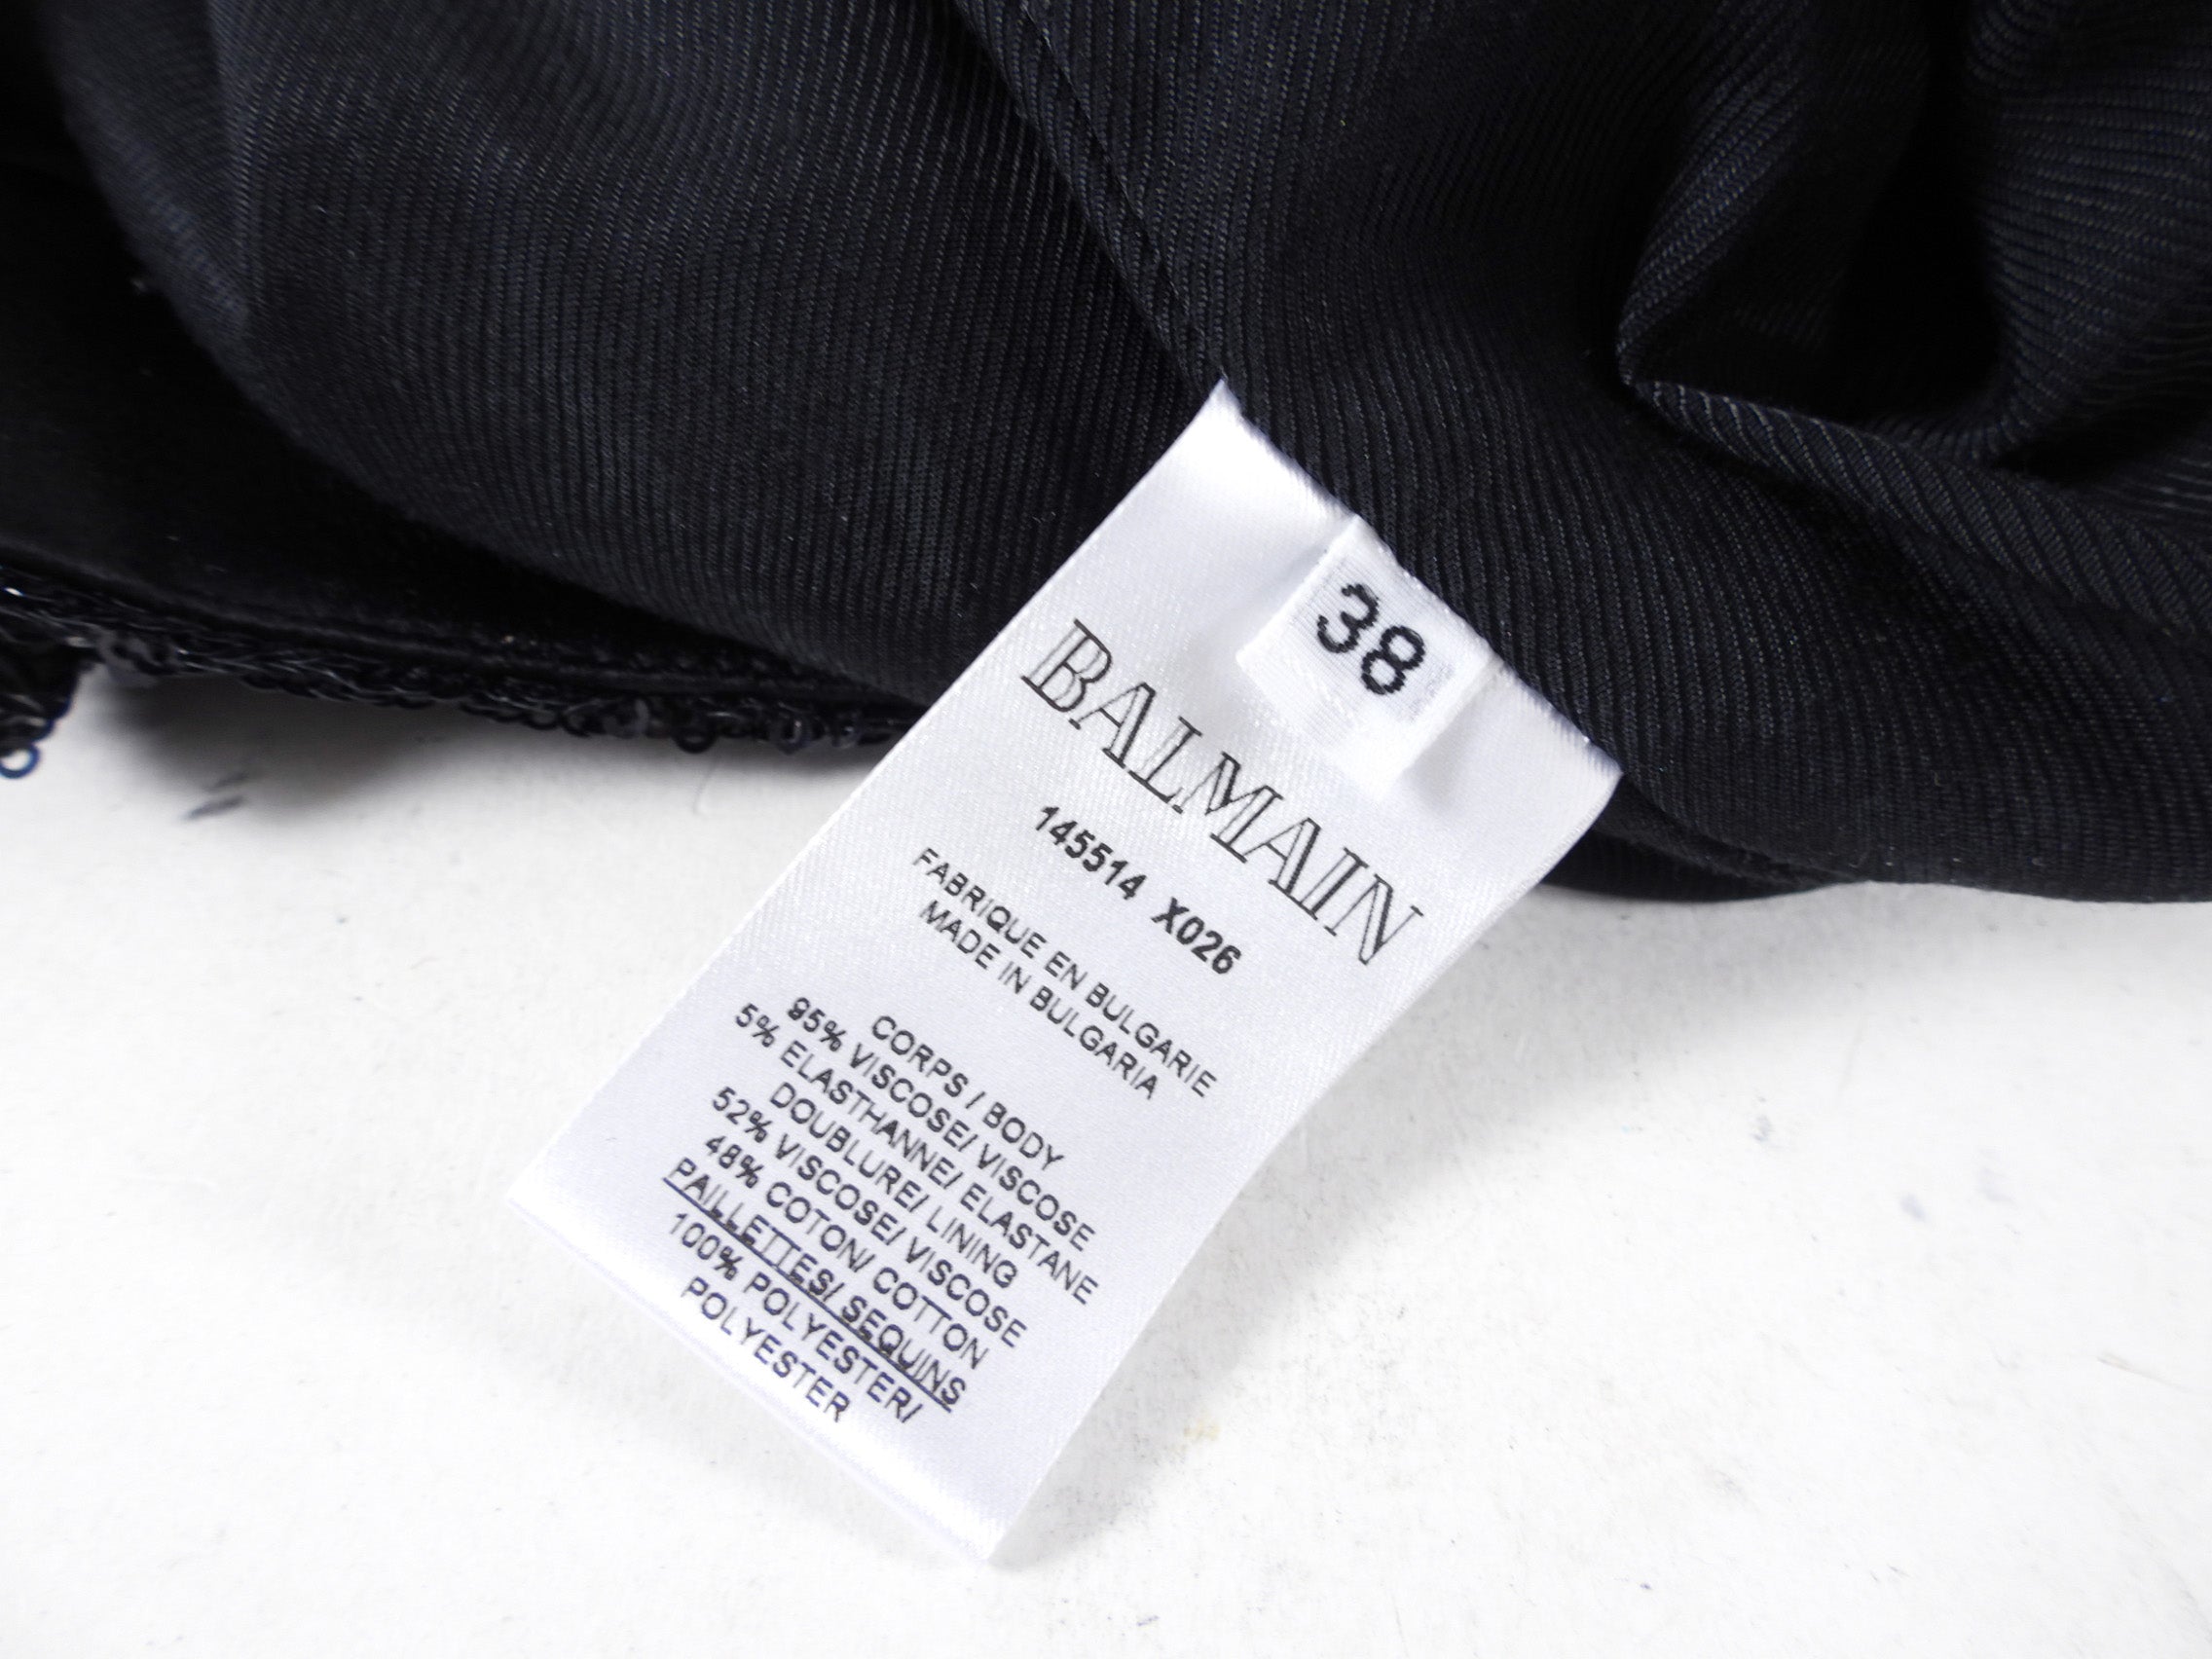 38
BALMAIN
145514 X026
FABRIQUE EN BULGARIE
MADE IN BULGARIA
CORPS / BODY
95% VISCOSE/ VISCOSE
5% ELASTHANNE/ ELASTANE
DOUBLURE/ LINING
52% VISCOSE/ VISCOSE
48% COTON/ COTTON
PAILLETTES/ SEQUINS
100% POLYESTER/
POLYESTER